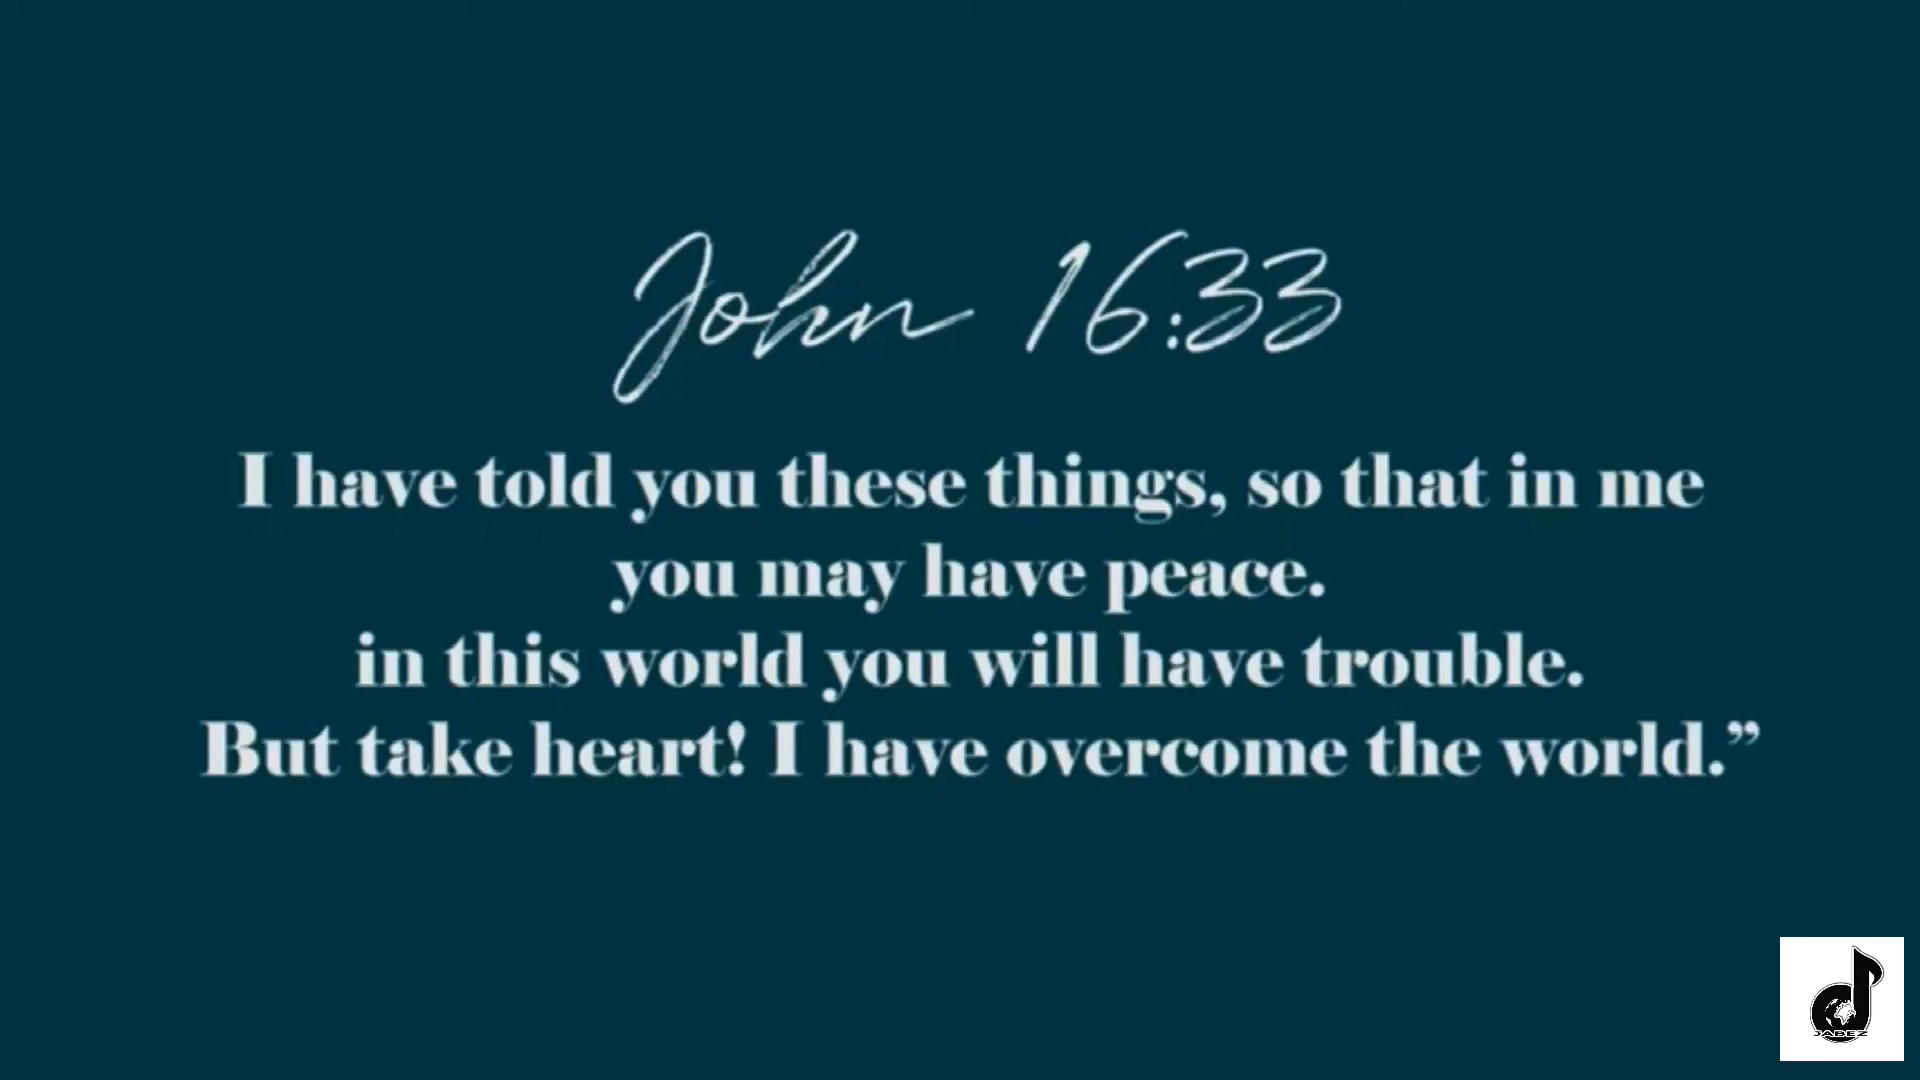 John 16:33
I have told you these things, so that in me
you may have peace.
in this world you will have trouble.
But take heart! I have overcome the world.”
JABEZ